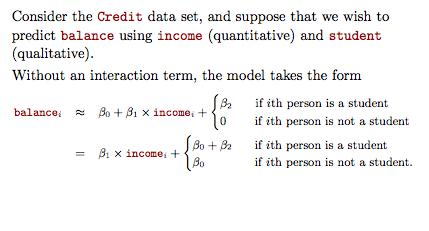 Consider the Credit data set, and suppose that we wish to
predict balance using income (quantitative) and student
(qualitative).
Without an interaction term, the model takes the form
balanceᵢ ≈ β₀ + β₁ × incomeᵢ + { β₂ if ith person is a student
0 if ith person is not a student
= β₁ × incomeᵢ + { β₀ + β₂ if ith person is a student
β₀ if ith person is not a student.